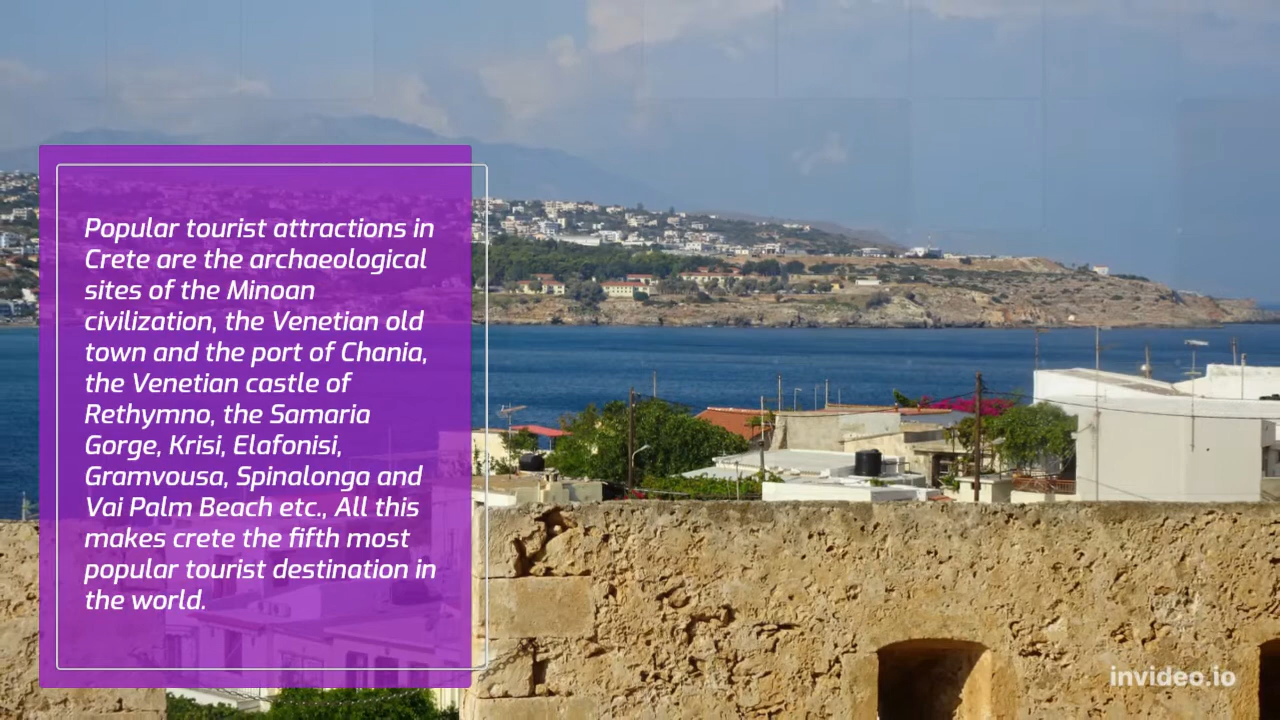 Popular tourist attractions in
Crete are the archaeological
sites of the Minoan
civilization, the Venetian old
town and the port of Chania,
the Venetian castle of
Rethymno, the Samaria
Gorge, Krisi, Elafonisi,
Gramvousa, Spinalonga and
Vai Palm Beach etc., All this
makes crete the fifth most
popular tourist destination in
the world.
invideo.io